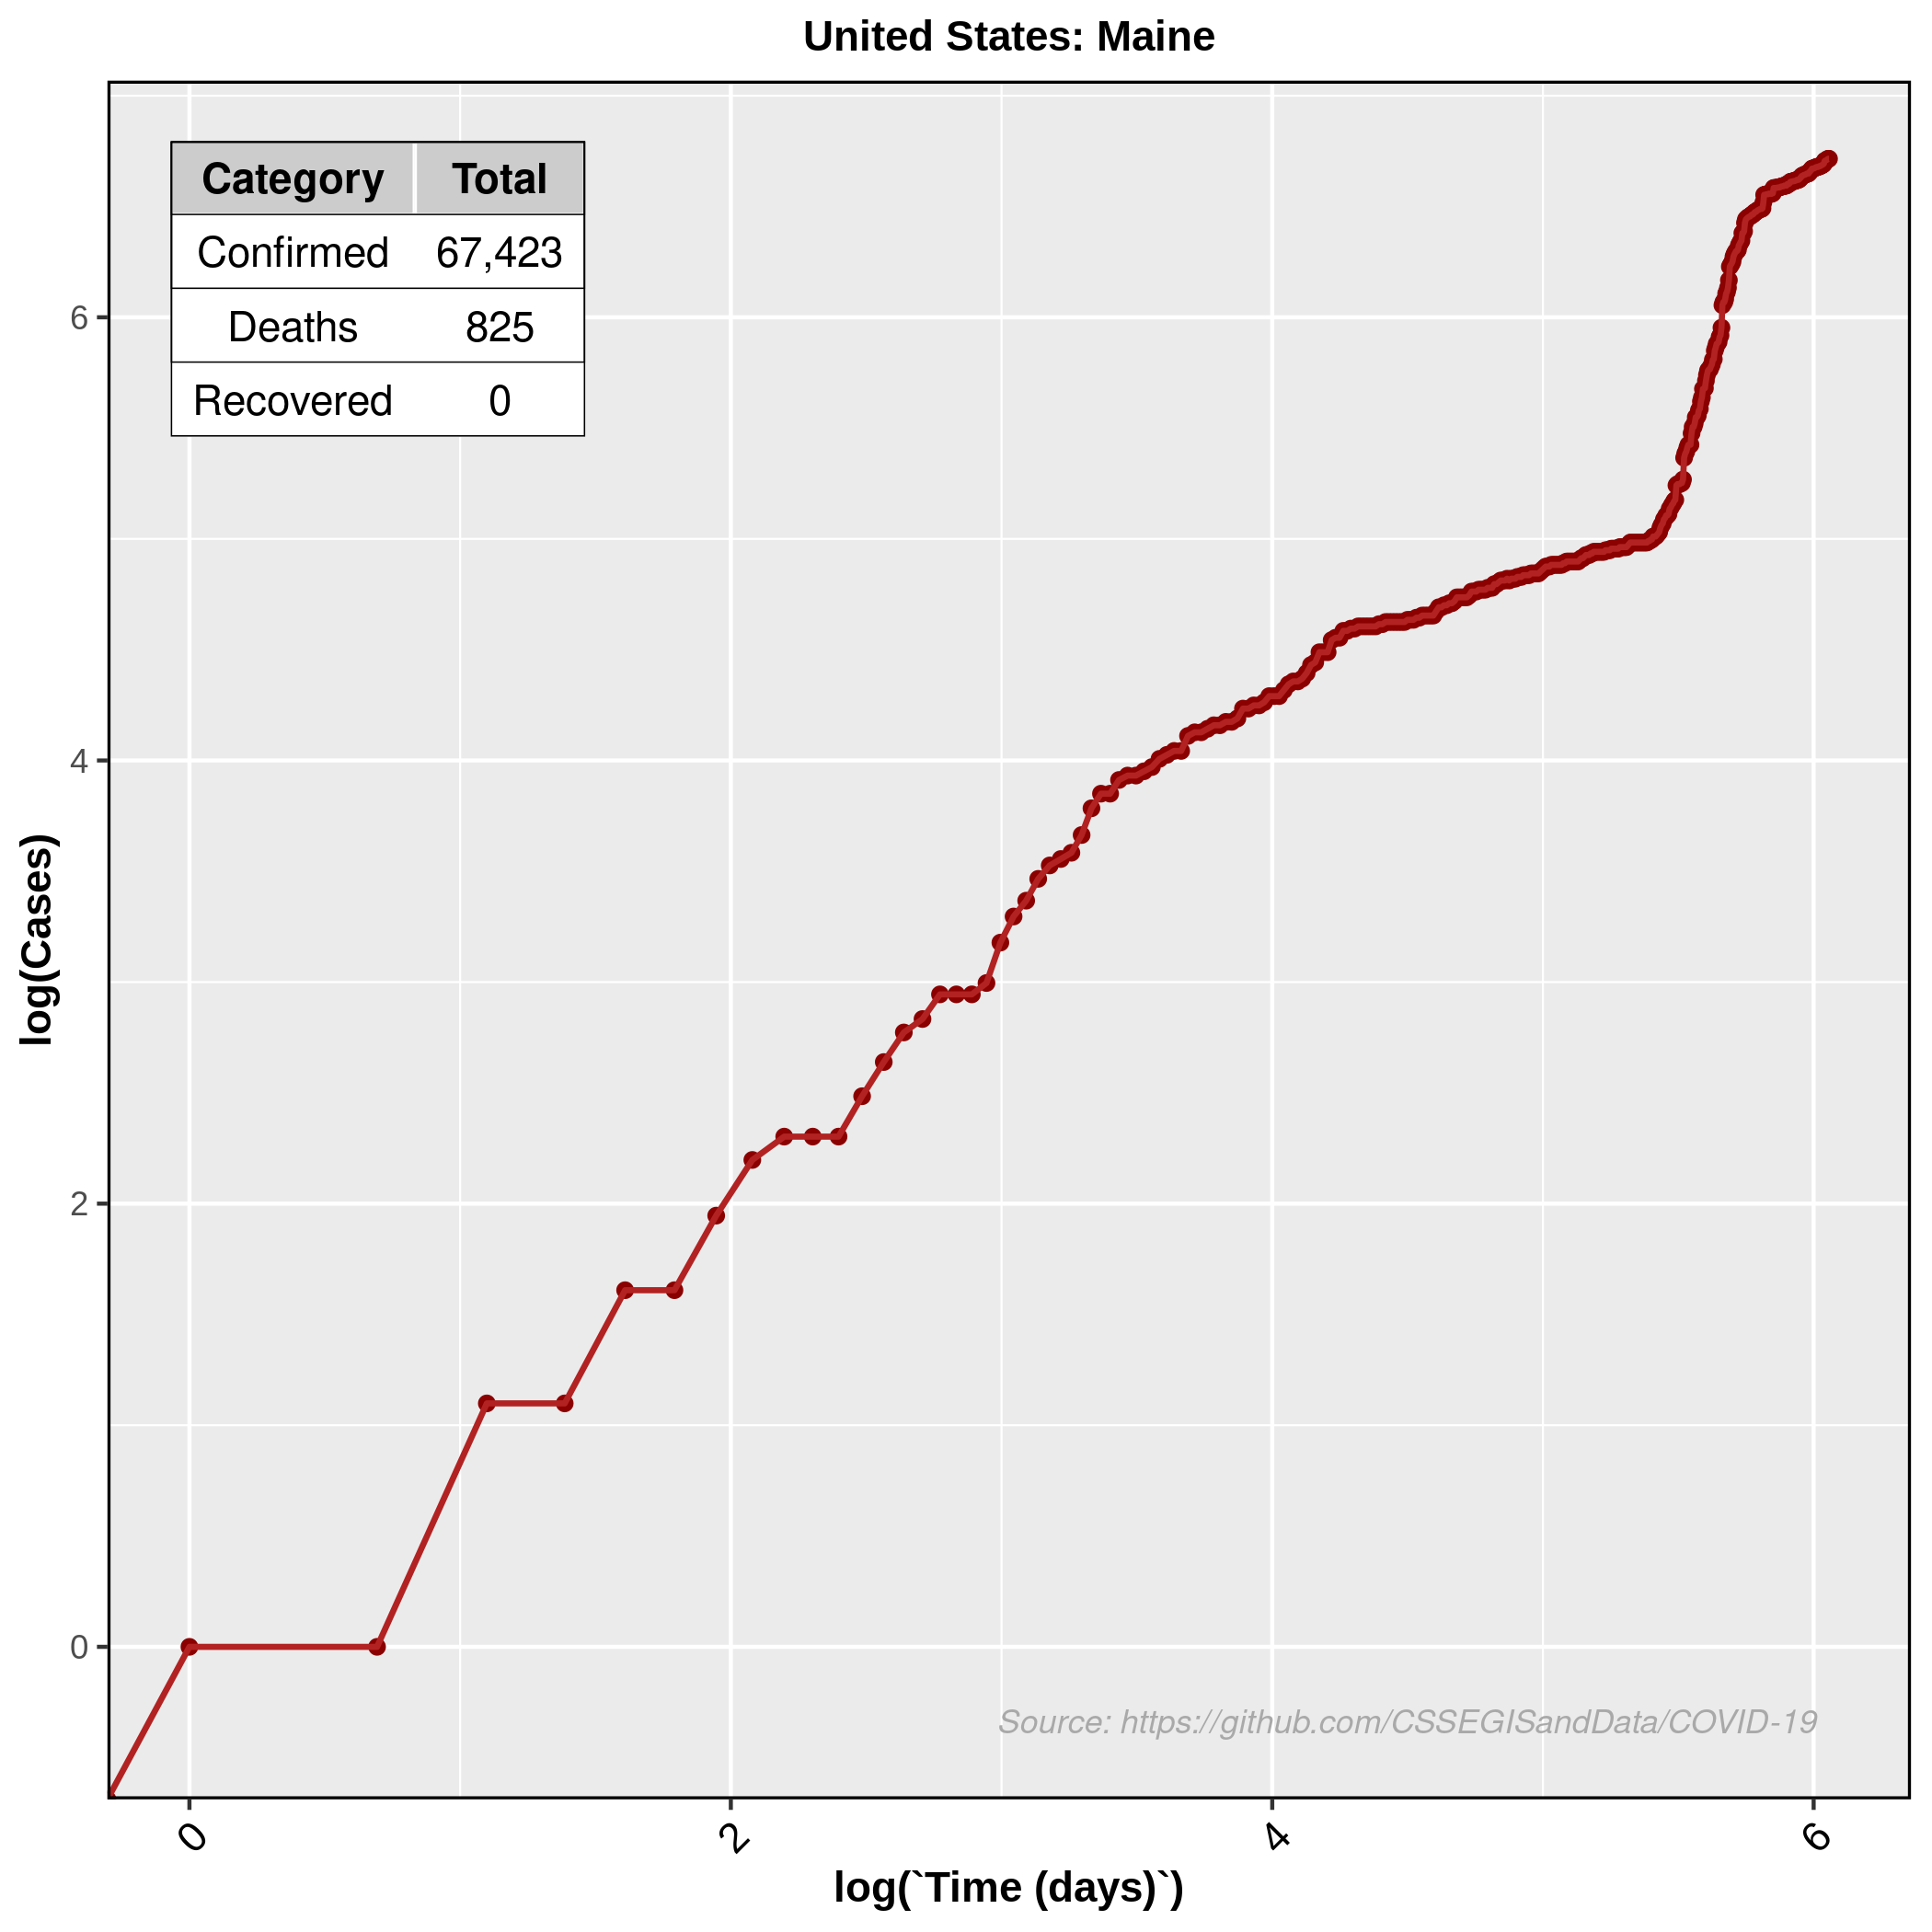 United States: Maine
Category Total
Confirmed 67,423
Deaths 825
Recovered 0
6
4
2
0
log(Cases)
Source: https://github.com/CSSEGISandData/COVID-19
0 2 4 6
log(`Time (days)`)